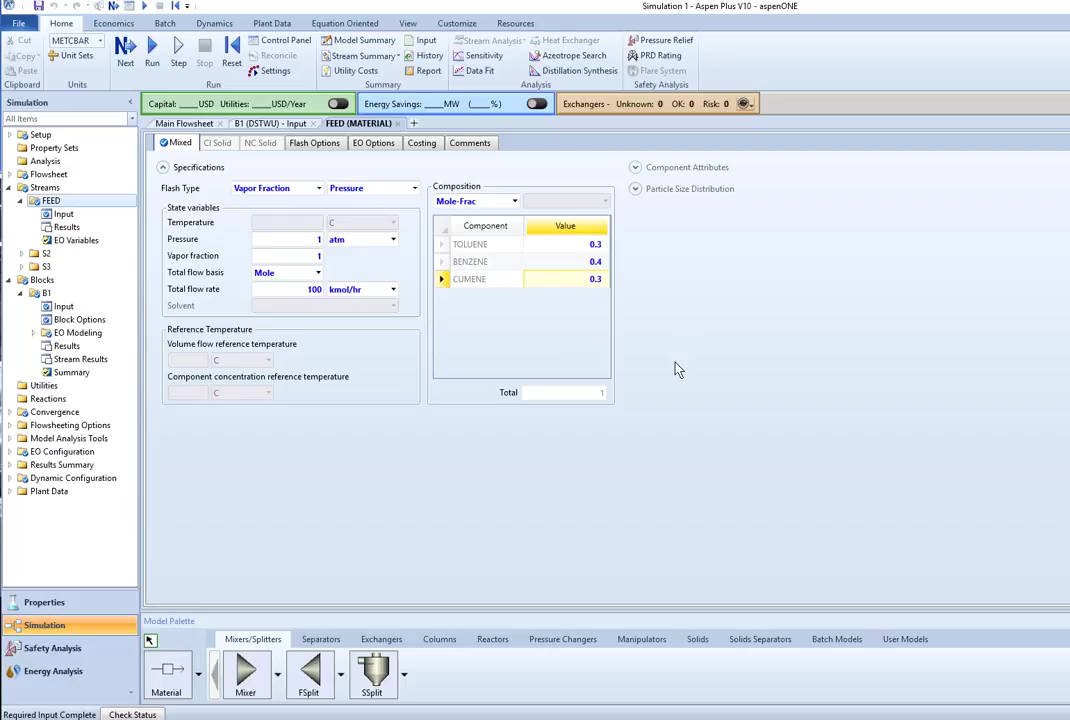 Simulation 1 - Aspen Plus V10 - aspenONE
File Home Economics Batch Dynamics Plant Data Equation Oriented View Customize Resources
Cut METCBAR Control Panel Model Summary Input Stream Analysis Heat Exchanger Pressure Relief
Copy Unit Sets Reconcile Stream Summary History Sensitivity Azeotrope Search PRD Rating
Paste Next Run Step Stop Reset Settings Utility Costs Report Data Fit Distillation Synthesis Flare System
Clipboard Units Run Summary Analysis Safety Analysis
Simulation Capital: ____USD Utilities: ____USD/Year Energy Savings: ____MW (____%) Exchangers - Unknown: 0 OK: 0 Risk: 0
All Items
Main Flowsheet B1 (DSTWU) - Input FEED (MATERIAL) +
Mixed CI Solid NC Solid Flash Options EO Options Costing Comments
Setup
Property Sets
Analysis
Flowsheet
Streams
FEED
Input
Results
EO Variables
S2
S3
Blocks
B1
Input
Block Options
EO Modeling
Results
Stream Results
Summary
Utilities
Reactions
Convergence
Flowsheeting Options
Model Analysis Tools
EO Configuration
Results Summary
Dynamic Configuration
Plant Data
Properties
Simulation
Safety Analysis
Energy Analysis
Specifications
Flash Type Vapor Fraction Pressure
State variables
Temperature C
Pressure 1 atm
Vapor fraction 1
Total flow basis Mole
Total flow rate 100 kmol/hr
Solvent
Reference Temperature
Volume flow reference temperature
C
Component concentration reference temperature
C
Composition
Mole-Frac
Component Value
TOLUENE 0.3
BENZENE 0.4
CUMENE 0.3
Total 1
Component Attributes
Particle Size Distribution
Model Palette
Mixers/Splitters Separators Exchangers Columns Reactors Pressure Changers Manipulators Solids Solids Separators Batch Models User Models
Material Mixer FSplit SSplit
Required Input Complete Check Status